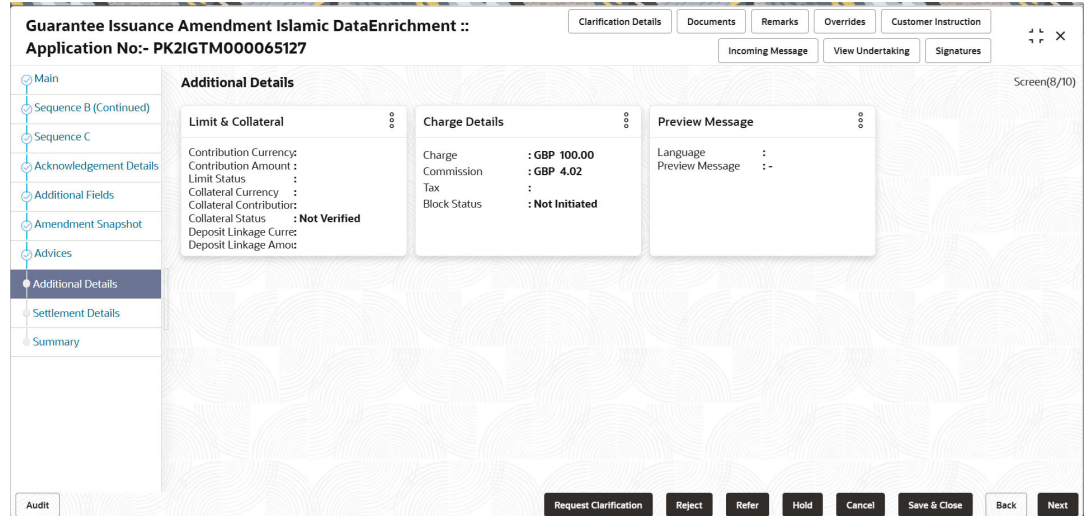 Guarantee Issuance Amendment Islamic DataEnrichment ::
Application No:- PK2IGTM000065127
Clarification Details
Documents
Remarks
Overrides
Customer Instruction
Incoming Message
View Undertaking
Signatures
Main
Sequence B (Continued)
Sequence C
Acknowledgement Details
Additional Fields
Amendment Snapshot
Advices
Additional Details
Settlement Details
Summary
Additional Details
Screen(8/10)
Limit & Collateral
Contribution Currency:
Contribution Amount :
Limit Status :
Collateral Currency :
Collateral Contribution:
Collateral Status : Not Verified
Deposit Linkage Curre:
Deposit Linkage Amou:
Charge Details
Charge : GBP 100.00
Commission : GBP 4.02
Tax :
Block Status : Not Initiated
Preview Message
Language :
Preview Message : -
Audit
Request Clarification
Reject
Refer
Hold
Cancel
Save & Close
Back
Next